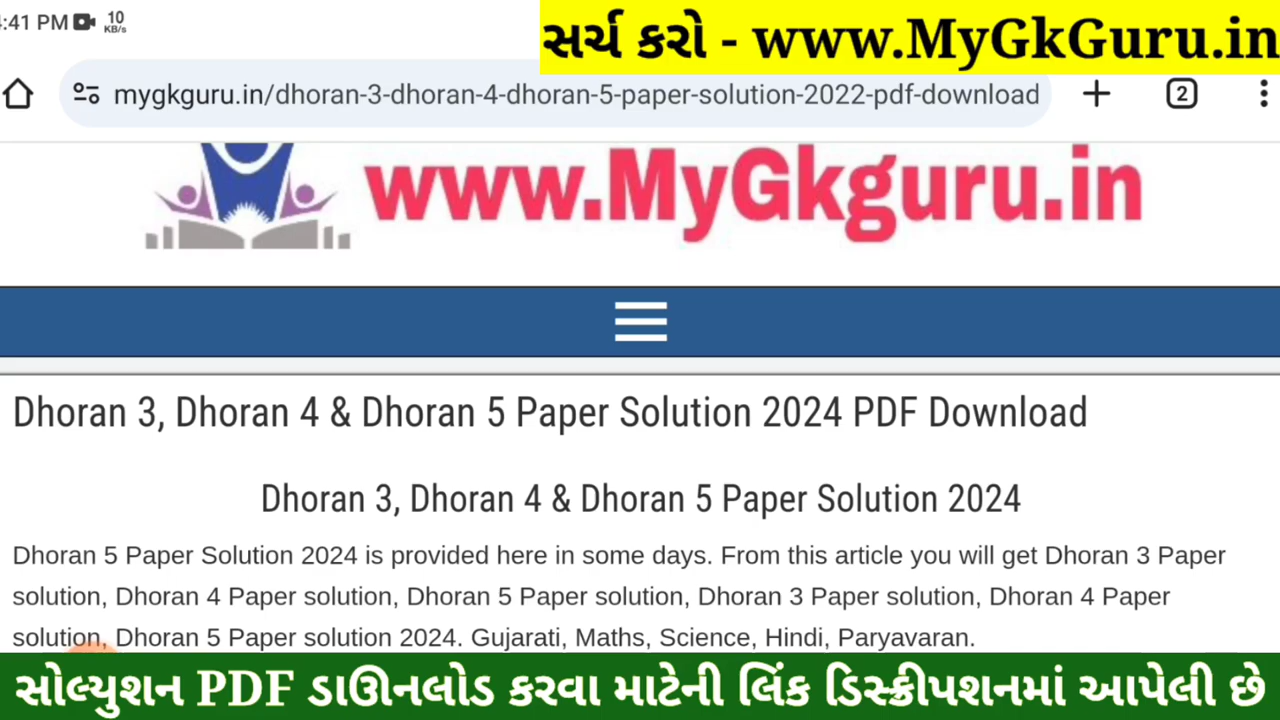 :41 PM 10 KB/s
સર્ચ કરો - www.MyGkGuru.in
mygkguru.in/dhoran-3-dhoran-4-dhoran-5-paper-solution-2022-pdf-download
2
www.MyGkguru.in
Dhoran 3, Dhoran 4 & Dhoran 5 Paper Solution 2024 PDF Download
Dhoran 3, Dhoran 4 & Dhoran 5 Paper Solution 2024
Dhoran 5 Paper Solution 2024 is provided here in some days. From this article you will get Dhoran 3 Paper
solution, Dhoran 4 Paper solution, Dhoran 5 Paper solution, Dhoran 3 Paper solution, Dhoran 4 Paper
solution, Dhoran 5 Paper solution 2024. Gujarati, Maths, Science, Hindi, Paryavaran.
સોલ્યુશન PDF ડાઊનલોડ કરવા માટેની લિંક ડિસ્ક્રીપશનમાં આપેલી છે